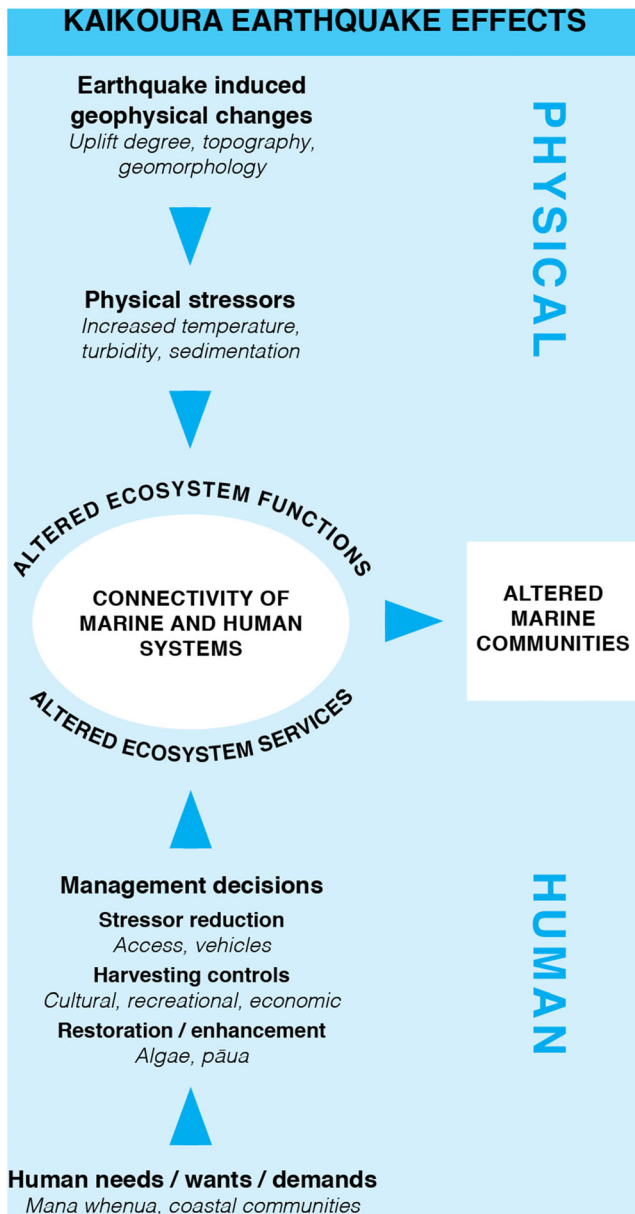 KAIKOURA EARTHQUAKE EFFECTS
Earthquake induced
geophysical changes
Uplift degree, topography,
geomorphology
PHYSICAL
Physical stressors
Increased temperature,
turbidity, sedimentation
ALTERED ECOSYSTEM FUNCTIONS
CONNECTIVITY OF
MARINE AND HUMAN
SYSTEMS
ALTERED ECOSYSTEM SERVICES
ALTERED
MARINE
COMMUNITIES
Management decisions
Stressor reduction
Access, vehicles
Harvesting controls
Cultural, recreational, economic
Restoration / enhancement
Algae, pāua
HUMAN
Human needs / wants / demands
Mana whenua, coastal communities